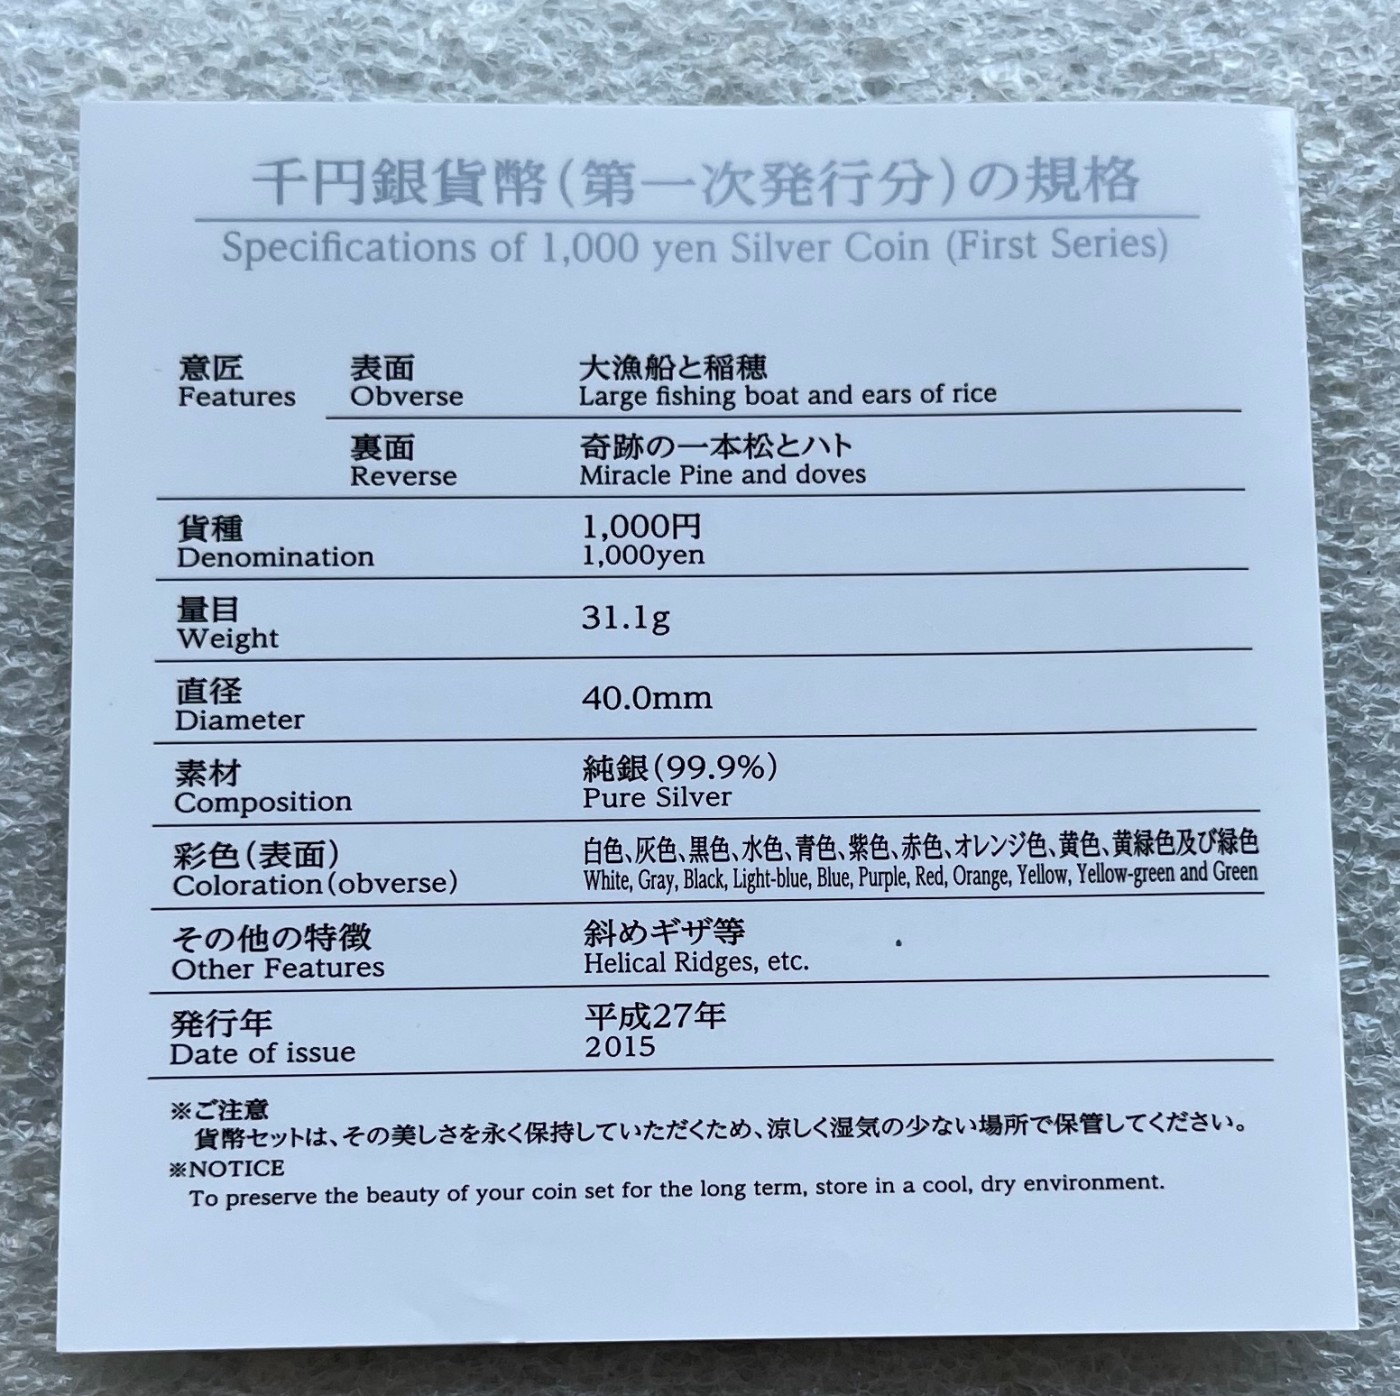 千円銀貨幣(第一次発行分)の規格
Specifications of 1,000 yen Silver Coin (First Series)
意匠 表面 大漁船と稲穂
Features Obverse Large fishing boat and ears of rice
裏面 奇跡の一本松とハト
Reverse Miracle Pine and doves
貨種 1,000円
Denomination 1,000yen
量目
Weight 31.1g
直径
Diameter 40.0mm
素材 純銀(99.9%)
Composition Pure Silver
彩色(表面) 白色、灰色、黒色、水色、青色、紫色、赤色、オレンジ色、黄色、黄緑色及び緑色
Coloration(obverse) White, Gray, Black, Light-blue, Blue, Purple, Red, Orange, Yellow, Yellow-green and Green
その他の特徴 斜めギザ等
Other Features Helical Ridges, etc.
発行年 平成27年
Date of issue 2015
※ご注意
貨幣セットは、その美しさを永く保持していただくため、涼しく湿気の少ない場所で保管してください。
※NOTICE
To preserve the beauty of your coin set for the long term, store in a cool, dry environment.